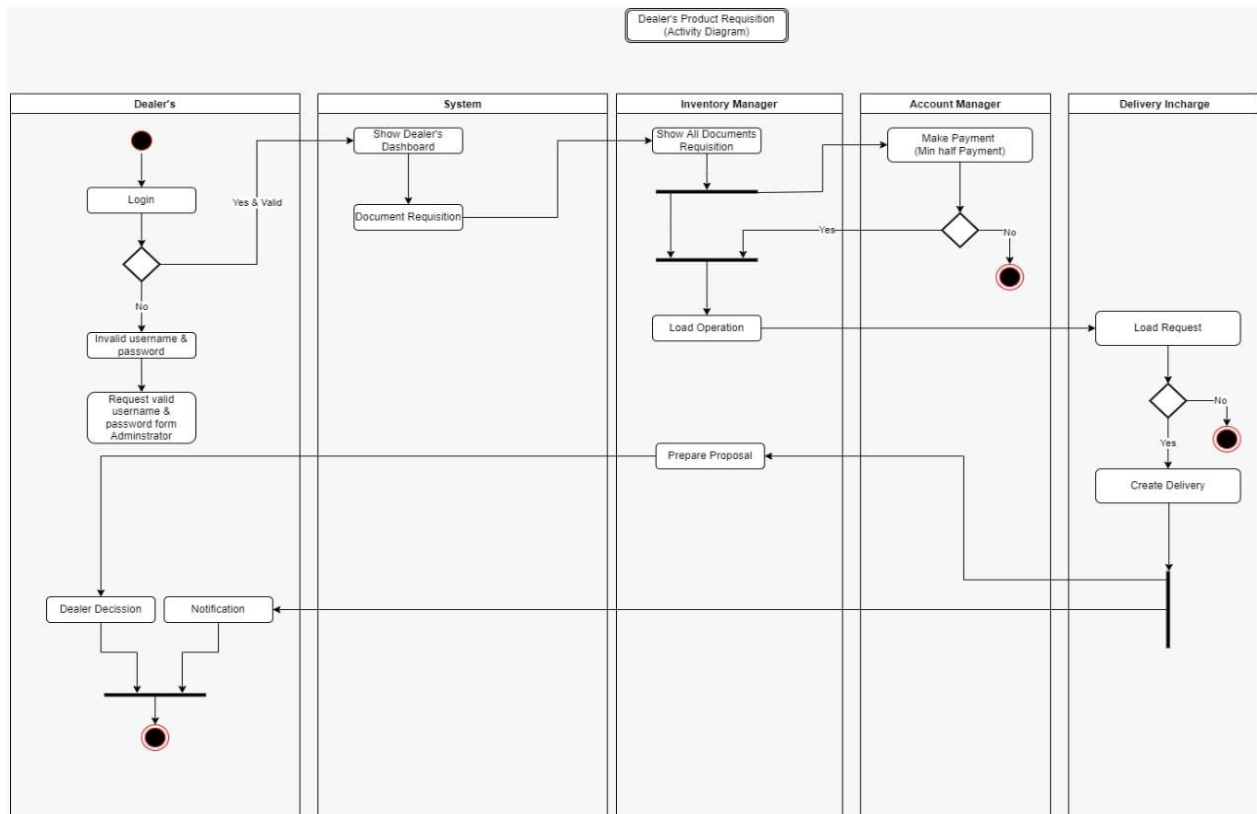 Dealer's Product Requisition
(Activity Diagram)
Dealer's
System
Inventory Manager
Account Manager
Delivery Incharge
Show Dealer's
Dashboard
Show All Documents
Requisition
Make Payment
(Min half Payment)
Login
Yes & Valid
Document Requisition
Yes
No
No
Invalid username &
password
Load Operation
Load Request
Request valid
username &
password form
Adminstrator
No
Yes
Prepare Proposal
Create Delivery
Dealer Decission
Notification